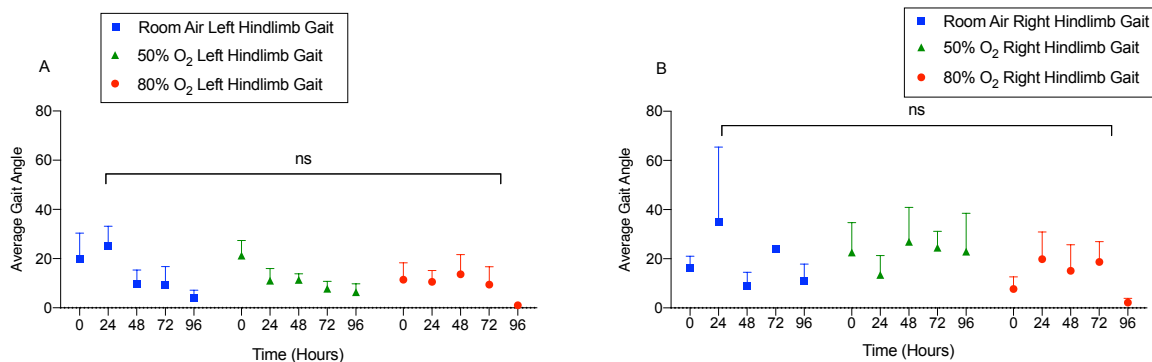 Room Air Left Hindlimb Gait
50% O₂ Left Hindlimb Gait
80% O₂ Left Hindlimb Gait
A
80
60
40
20
0
Average Gait Angle
ns
0 24 48 72 96 0 24 48 72 96 0 24 48 72 96
Time (Hours)
Room Air Right Hindlimb Gait
50% O₂ Right Hindlimb Gait
80% O₂ Right Hindlimb Gait
B
80
60
40
20
0
Average Gait Angle
ns
0 24 48 72 96 0 24 48 72 96 0 24 48 72 96
Time (Hours)